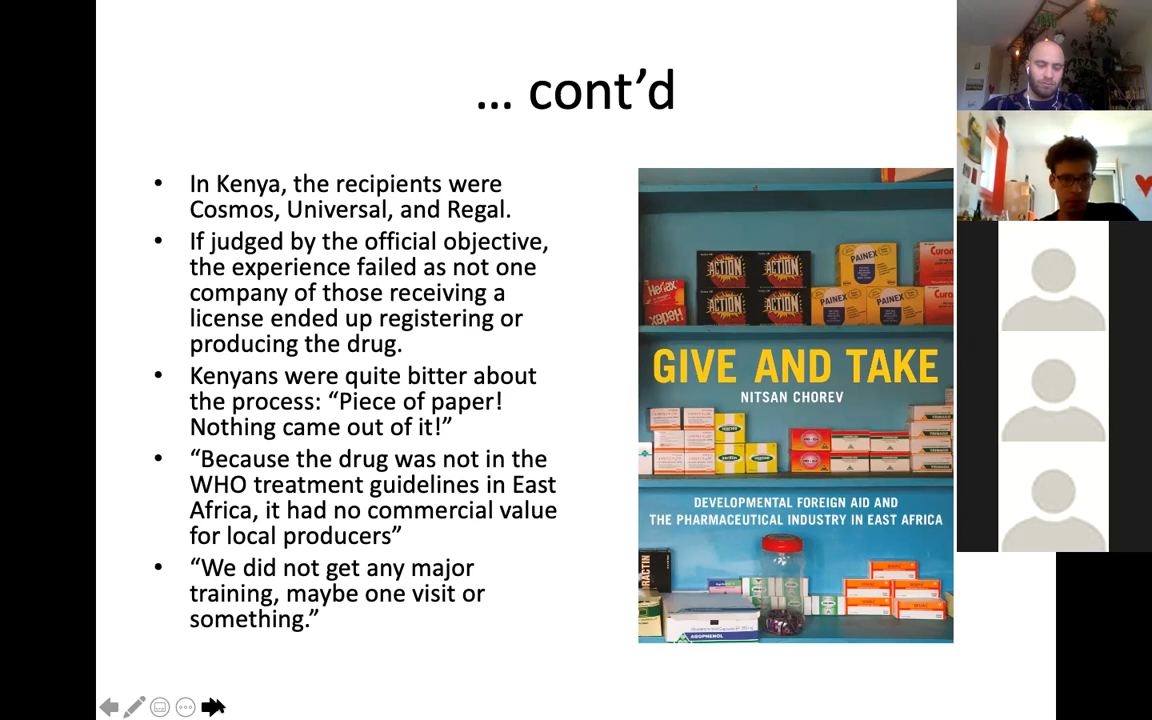 … cont’d
• In Kenya, the recipients were
Cosmos, Universal, and Regal.
• If judged by the official objective,
the experience failed as not one
company of those receiving a
license ended up registering or
producing the drug.
• Kenyans were quite bitter about
the process: “Piece of paper!
Nothing came out of it!”
• “Because the drug was not in the
WHO treatment guidelines in East
Africa, it had no commercial value
for local producers”
• “We did not get any major
training, maybe one visit or
something.”
ACTION
ACTION
PAINEX
Hedex
ACTION
ACTION
PAINEX
PAINEX
GIVE AND TAKE
NITSAN CHOREV
DEVELOPMENTAL FOREIGN AID AND
THE PHARMACEUTICAL INDUSTRY IN EAST AFRICA